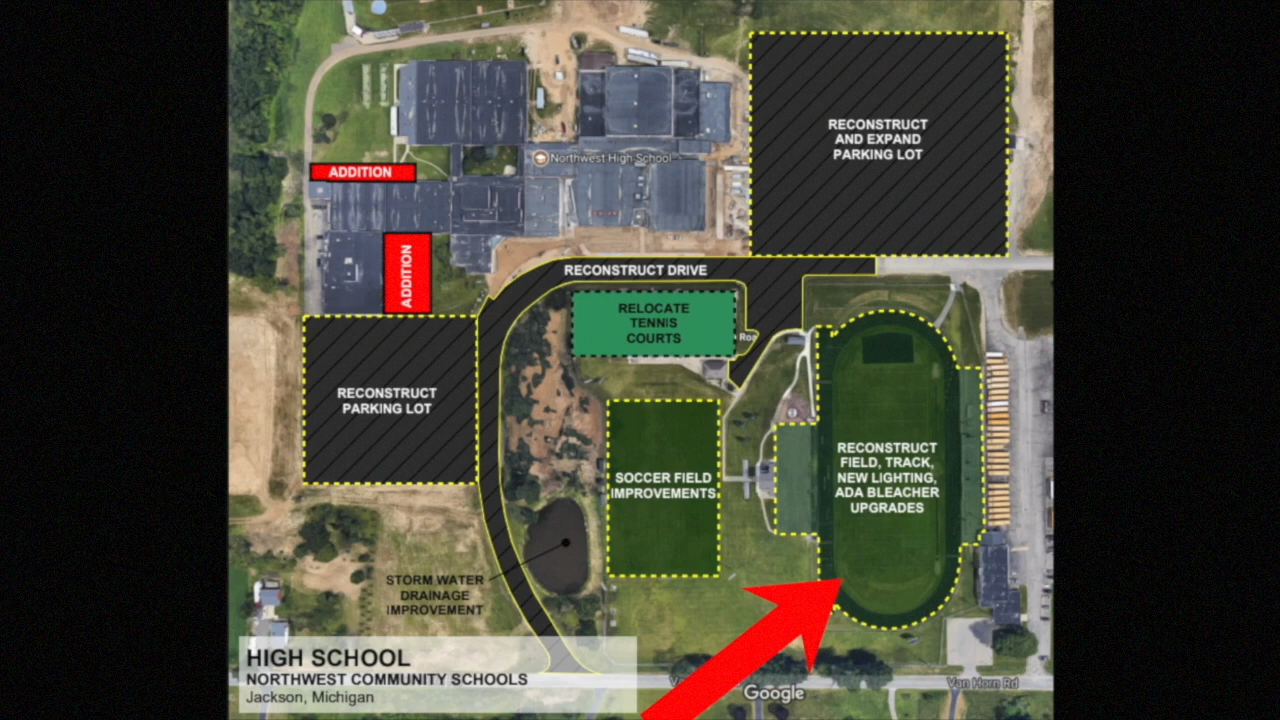 RECONSTRUCT
AND EXPAND
PARKING LOT
Northwest High School
ADDITION
ADDITION
RECONSTRUCT DRIVE
RELOCATE
TENNIS
COURTS
Roa
RECONSTRUCT
PARKING LOT
SOCCER FIELD
IMPROVEMENTS
RECONSTRUCT
FIELD, TRACK,
NEW LIGHTING,
ADA BLEACHER
UPGRADES
STORM WATER
DRAINAGE
IMPROVEMENT
HIGH SCHOOL
NORTHWEST COMMUNITY SCHOOLS
Jackson, Michigan
Google
Van Horn Rd